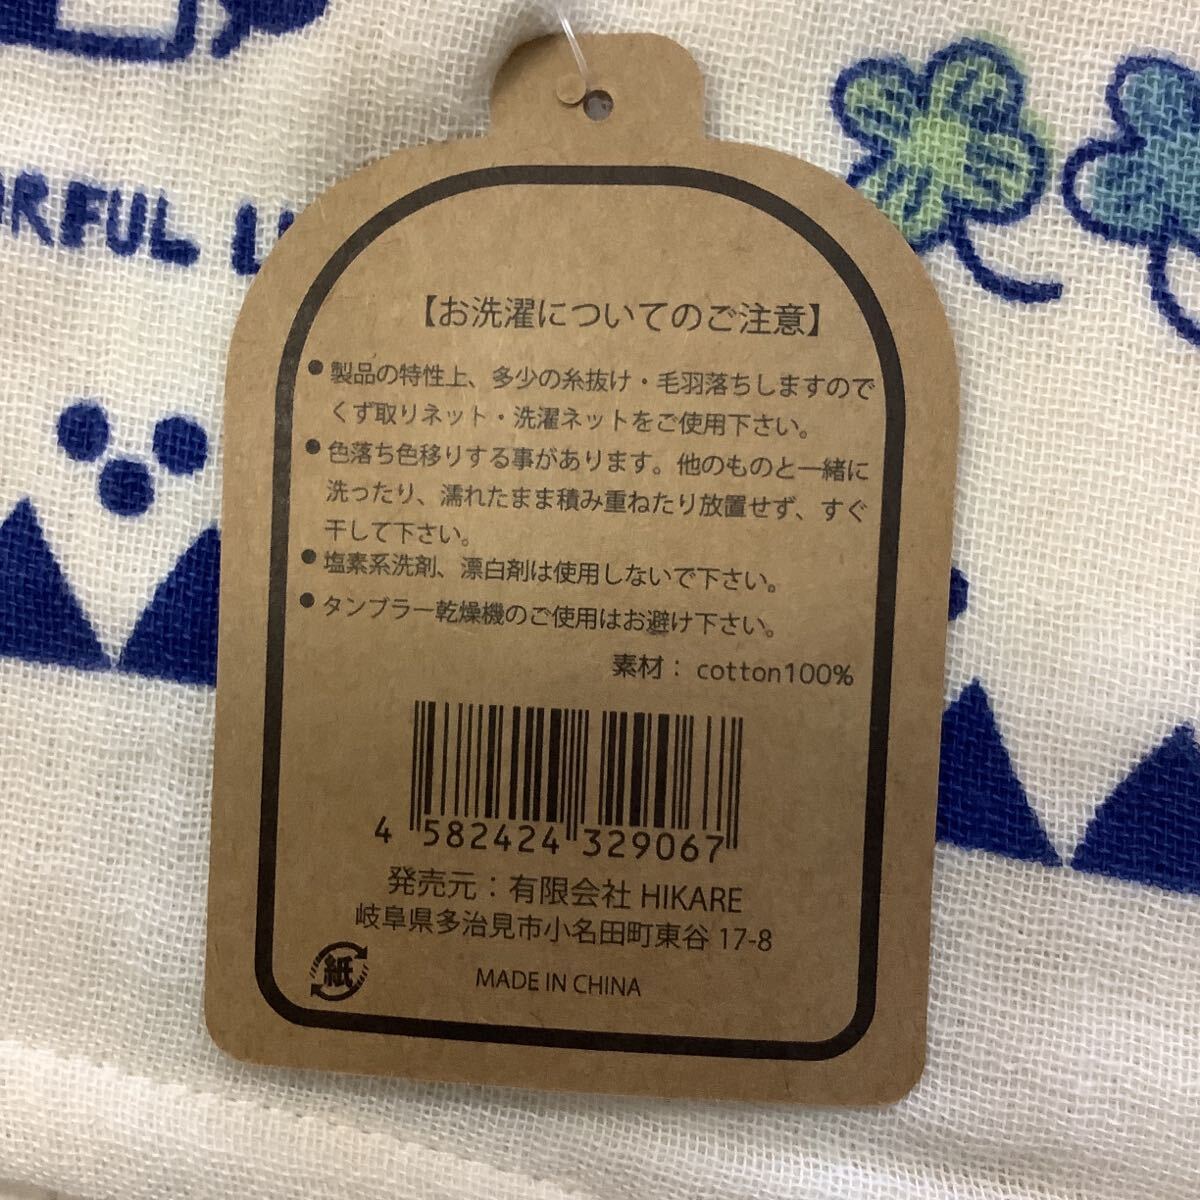 ORFUL L
【お洗濯についてのご注意】
●製品の特性上、多少の糸抜け・毛羽落ちしますので
くず取りネット・洗濯ネットをご使用下さい。
●色落ち色移りする事があります。他のものと一緒に
洗ったり、濡れたまま積み重ねたり放置せず、すぐ
干して下さい。
●塩素系洗剤、漂白剤は使用しないで下さい。
●タンブラー乾燥機のご使用はお避け下さい。
素材：cotton100%
4 582424 329067
発売元：有限会社 HIKARE
岐阜県多治見市小名田町東谷 17-8
紙
MADE IN CHINA